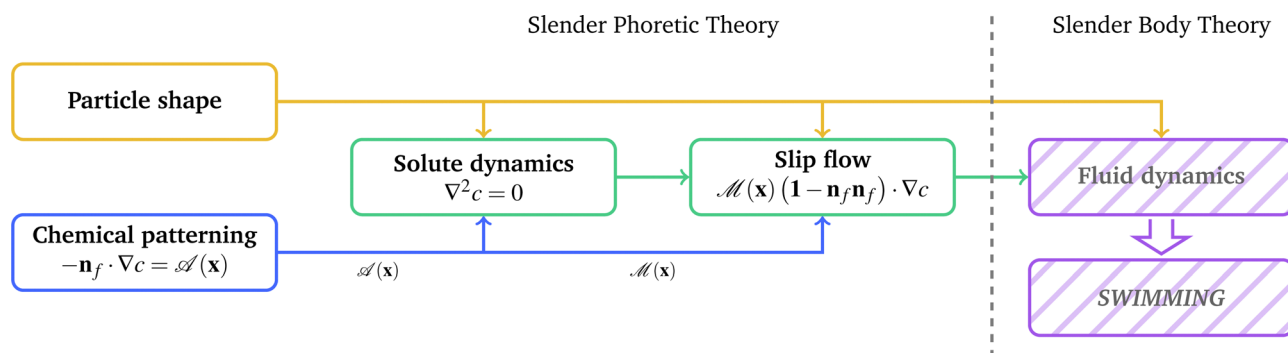 Slender Phoretic Theory
Slender Body Theory
Particle shape
Solute dynamics
∇²c = 0
Slip flow
ℳ(𝐱) (𝟏 − 𝐧_f 𝐧_f) · ∇c
Fluid dynamics
Chemical patterning
−𝐧_f · ∇c = 𝒜(𝐱)
𝒜(𝐱)
ℳ(𝐱)
SWIMMING